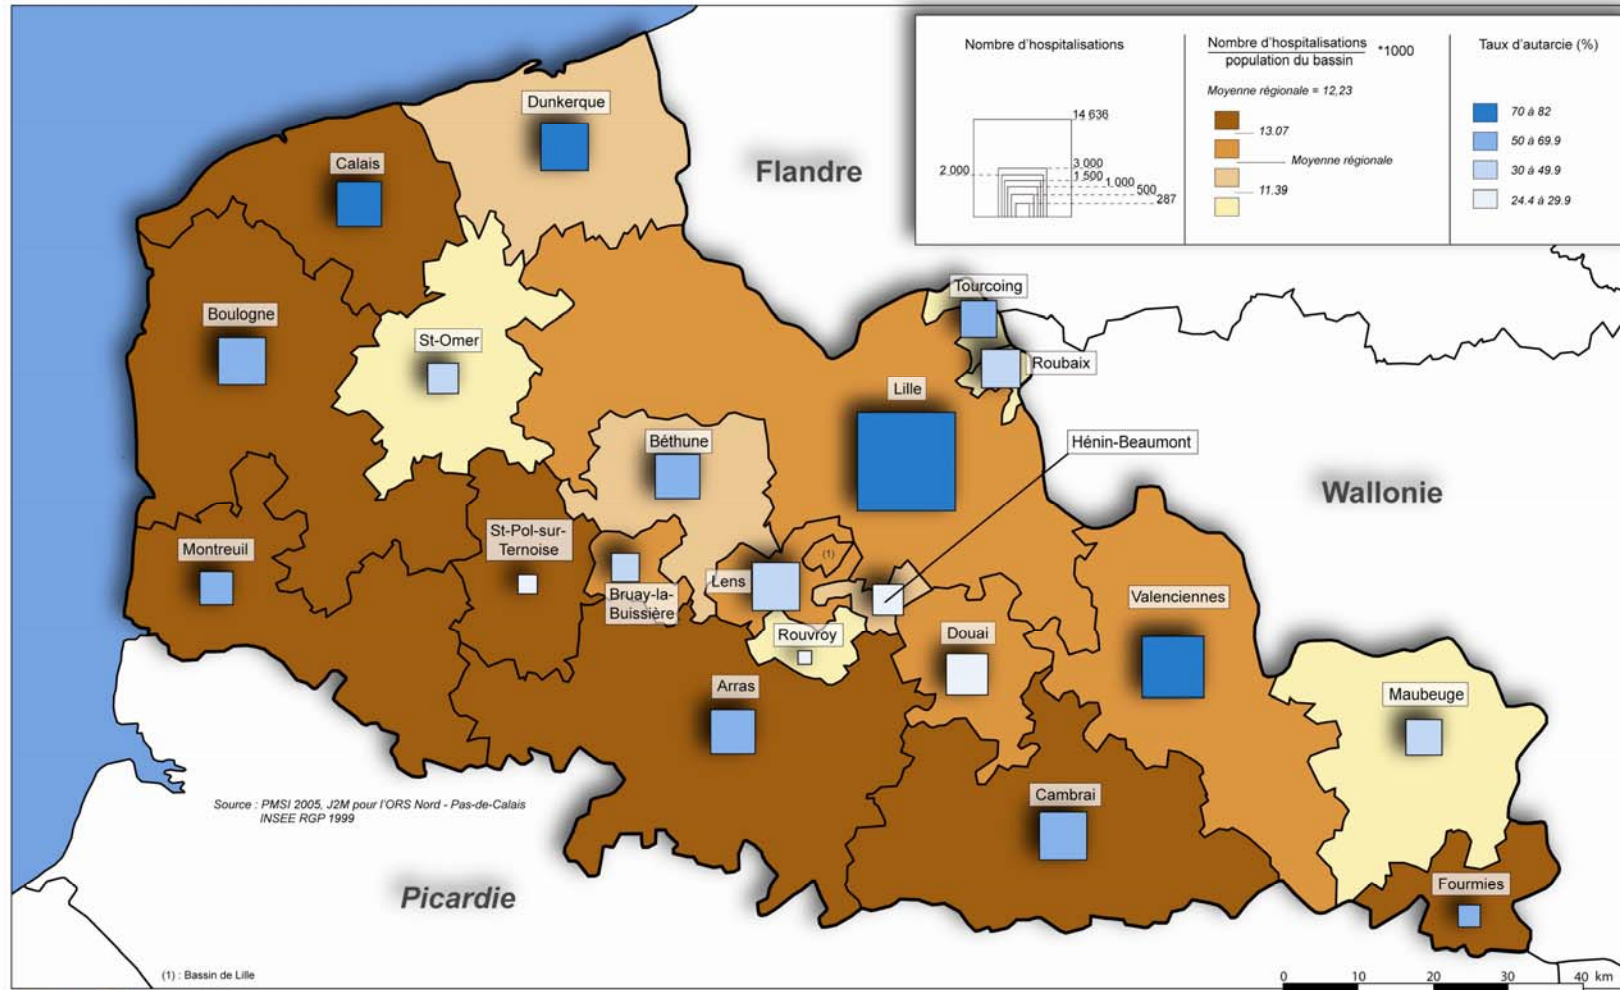 Nombre d'hospitalisations
14 636
3 000
2 000
1 500
1 000
500
287
Nombre d'hospitalisations
population du bassin
*1000
Moyenne régionale = 12,23
13.07
Moyenne régionale
11.39
Taux d'autarcie (%)
70 à 82
50 à 69.9
30 à 49.9
24.4 à 29.9
Dunkerque
Calais
Flandre
Boulogne
St-Omer
Tourcoing
Roubaix
Lille
Béthune
Hénin-Beaumont
Wallonie
Montreuil
St-Pol-sur-
Ternoise
(1)
Lens
Bruay-la-
Buissière
Valenciennes
Rouvroy
Douai
Arras
Maubeuge
Cambrai
Source : PMSI 2005, J2M pour l'ORS Nord - Pas-de-Calais
INSEE RGP 1999
Picardie
Fourmies
(1) : Bassin de Lille
0 10 20 30 40 km